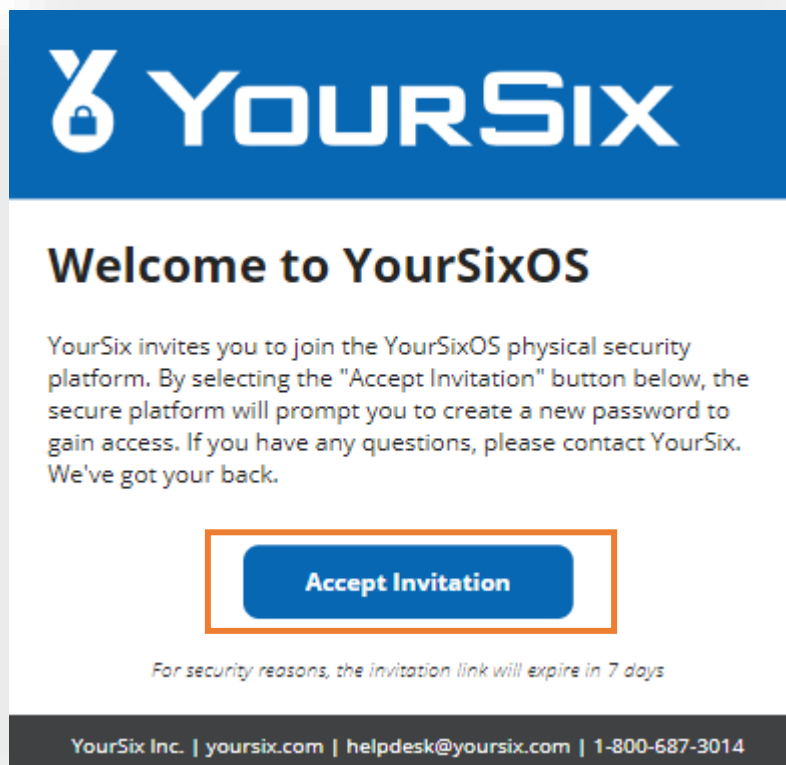 YourSix
Welcome to YourSixOS
YourSix invites you to join the YourSixOS physical security
platform. By selecting the "Accept Invitation" button below, the
secure platform will prompt you to create a new password to
gain access. If you have any questions, please contact YourSix.
We've got your back.
Accept Invitation
For security reasons, the invitation link will expire in 7 days
YourSix Inc. | yoursix.com | helpdesk@yoursix.com | 1-800-687-3014